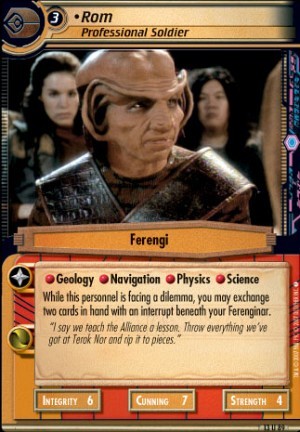 3
•Rom
Professional Soldier
Ferengi
Geology Navigation Physics Science
While this personnel is facing a dilemma, you may exchange
two cards in hand with an interrupt beneath your Ferenginar.
"I say we teach the Alliance a lesson. Throw everything we've
got at Terok Nor and rip it to pieces."
INTEGRITY 6 CUNNING 7 STRENGTH 4